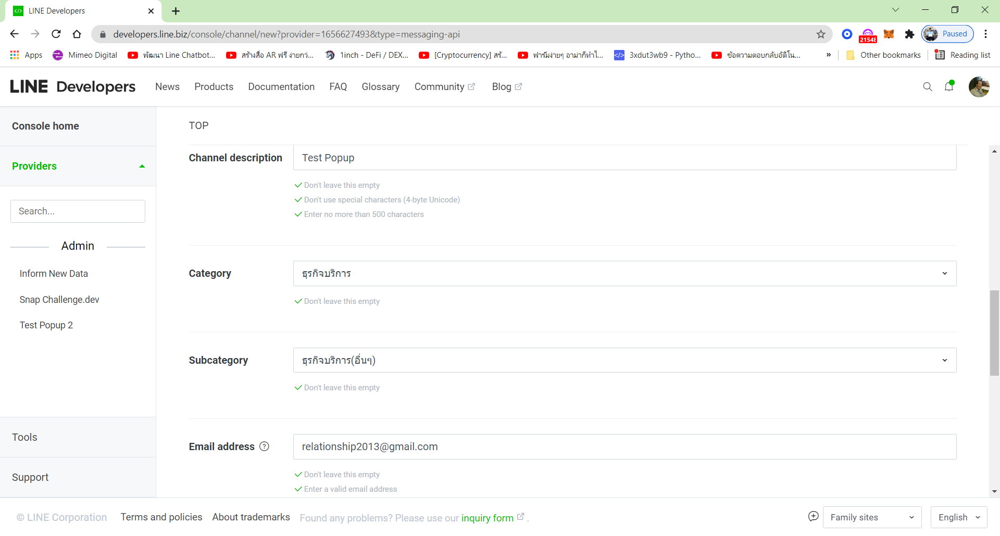 LINE Developers
developers.line.biz/console/channel/new?provider=1656627493&type=messaging-api
21548
Paused
Apps
Mimeo Digital
พัฒนา Line Chatbot...
สร้างสื่อ AR ฟรี ง่ายกว่...
1inch - DeFi / DEX...
[Cryptocurrency] สรั...
ฟาร์มง่ายๆ อาม่าก็ทำไ...
3xdut3wb9 - Pytho...
ข้อความตอบกลับอัติโน...
»
Other bookmarks
Reading list
LINE Developers
News
Products
Documentation
FAQ
Glossary
Community
Blog
Console home
Providers
Search...
Admin
Inform New Data
Snap Challenge.dev
Test Popup 2
Tools
Support
TOP
Channel description
Test Popup
Don't leave this empty
Don't use special characters (4-byte Unicode)
Enter no more than 500 characters
Category
ธุรกิจบริการ
Don't leave this empty
Subcategory
ธุรกิจบริการ(อื่นๆ)
Don't leave this empty
Email address ?
relationship2013@gmail.com
Don't leave this empty
Enter a valid email address
© LINE Corporation
Terms and policies
About trademarks
Found any problems? Please use our inquiry form .
Family sites
English